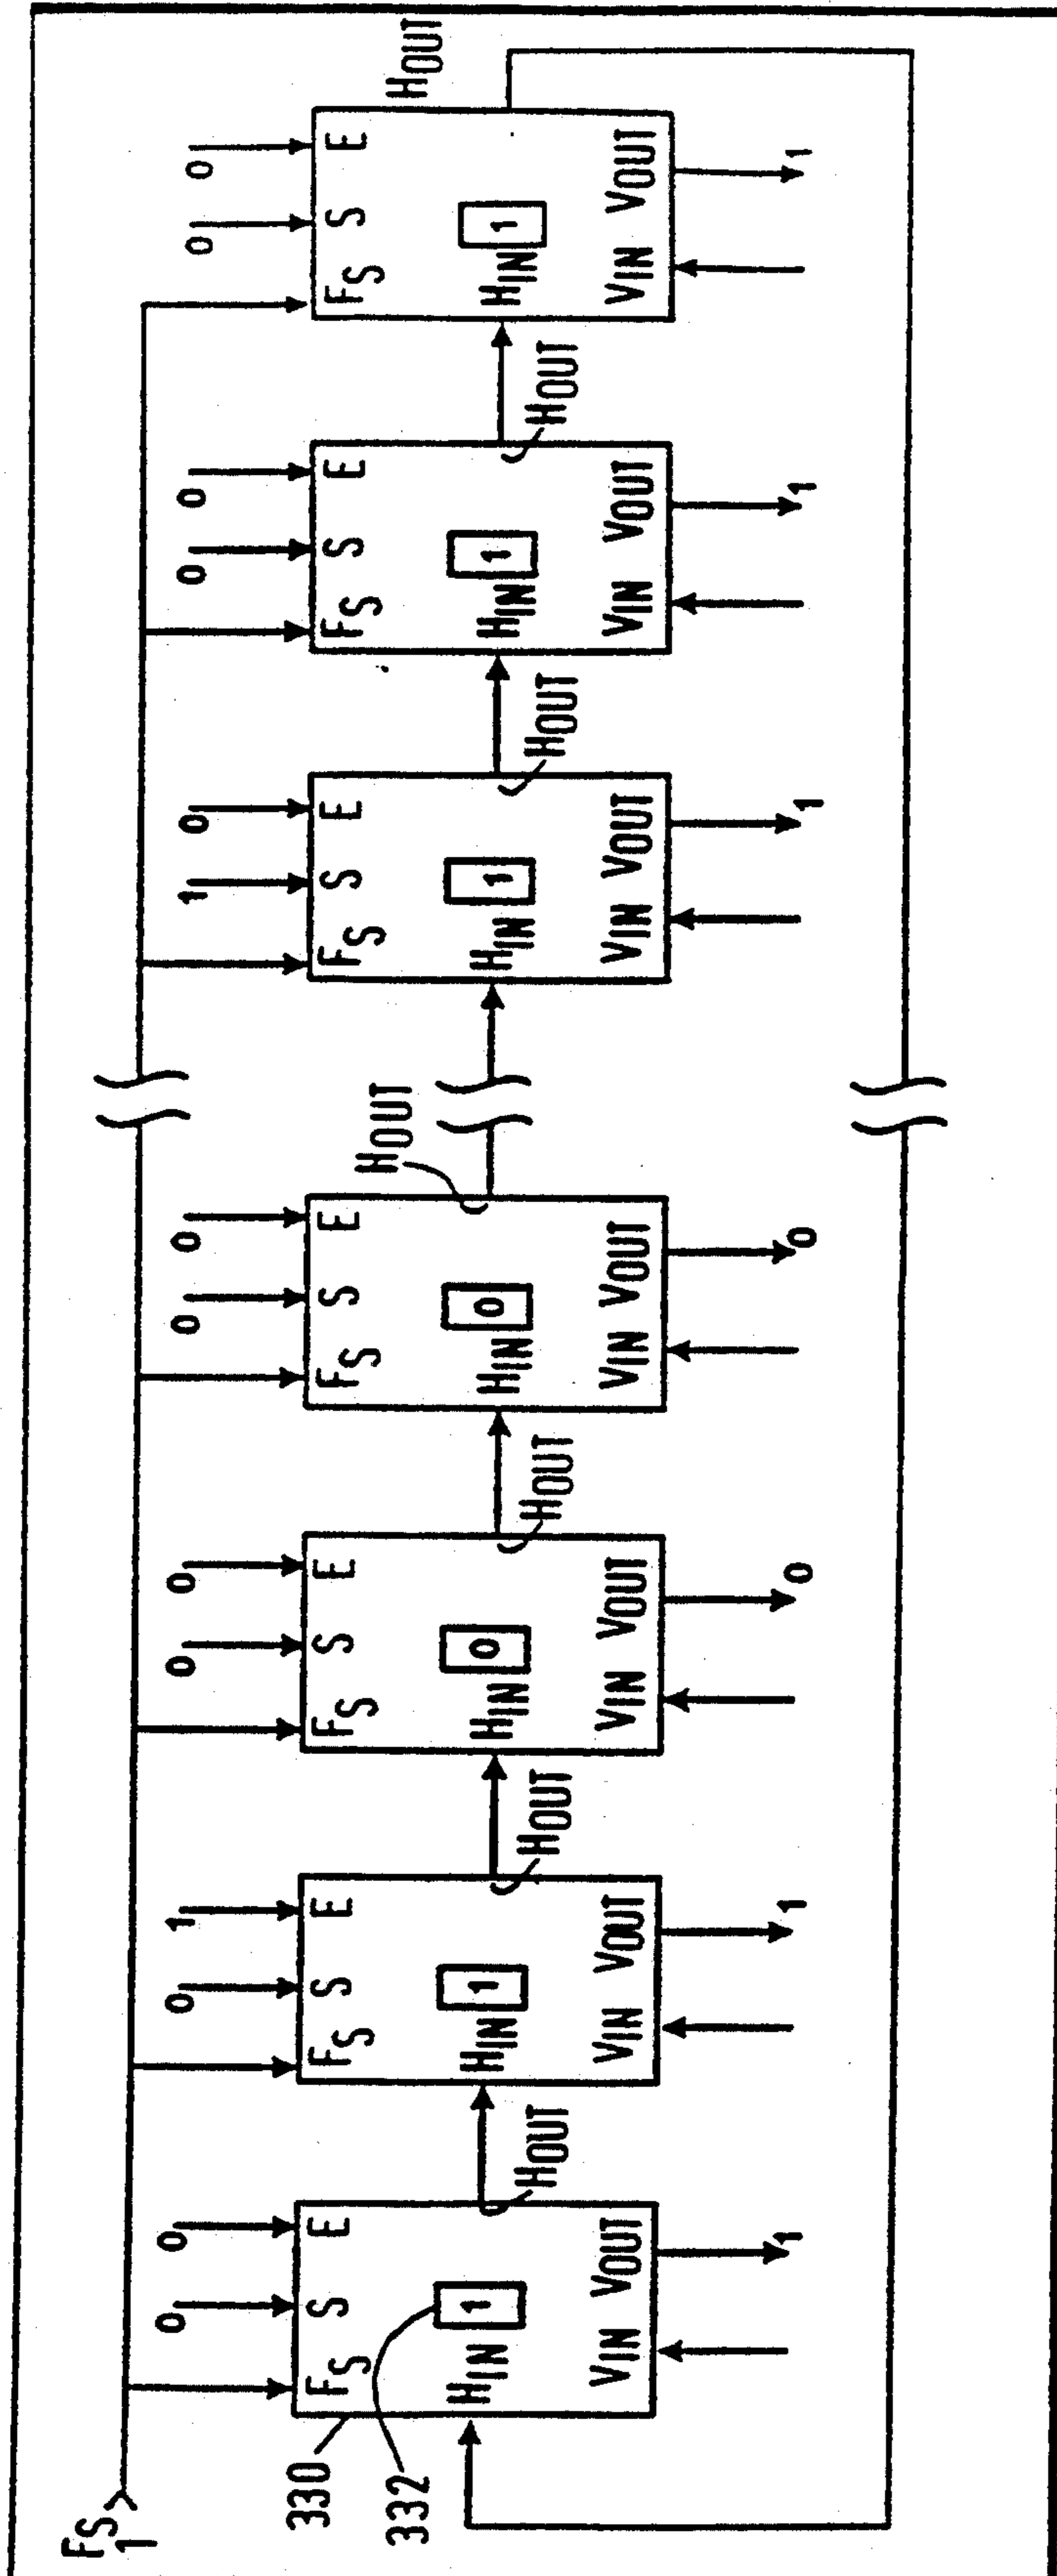 FS
1
0 0 0 1 0 0 0 0 1 0 0 0 0 0
FS S E FS S E FS S E FS S E FS S E FS S E FS S E
HOUT
HOUT
330
332
HIN 1 HIN 1 HIN 0 HIN 0 HIN 1 HIN 1 HIN 1
HOUT HOUT HOUT HOUT HOUT
VIN VOUT VIN VOUT VIN VOUT VIN VOUT VIN VOUT VIN VOUT VIN VOUT
1 1 0 0 1 1 1